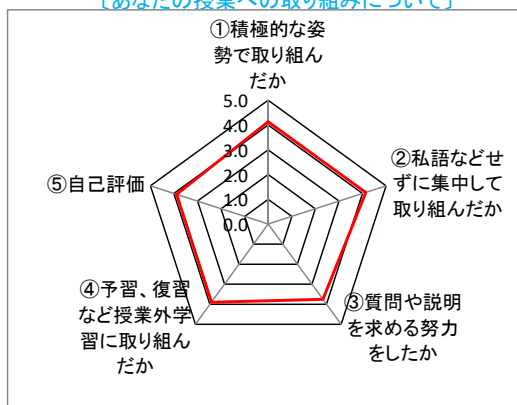 〔あなたの授業への取り組みについて〕
①積極的な姿
勢で取り組ん
だか
5.0
4.0
3.0
2.0
1.0
0.0
②私語などせ
ずに集中して
取り組んだか
③質問や説明
を求める努力
をしたか
④予習、復習
など授業外学
習に取り組ん
だか
⑤自己評価